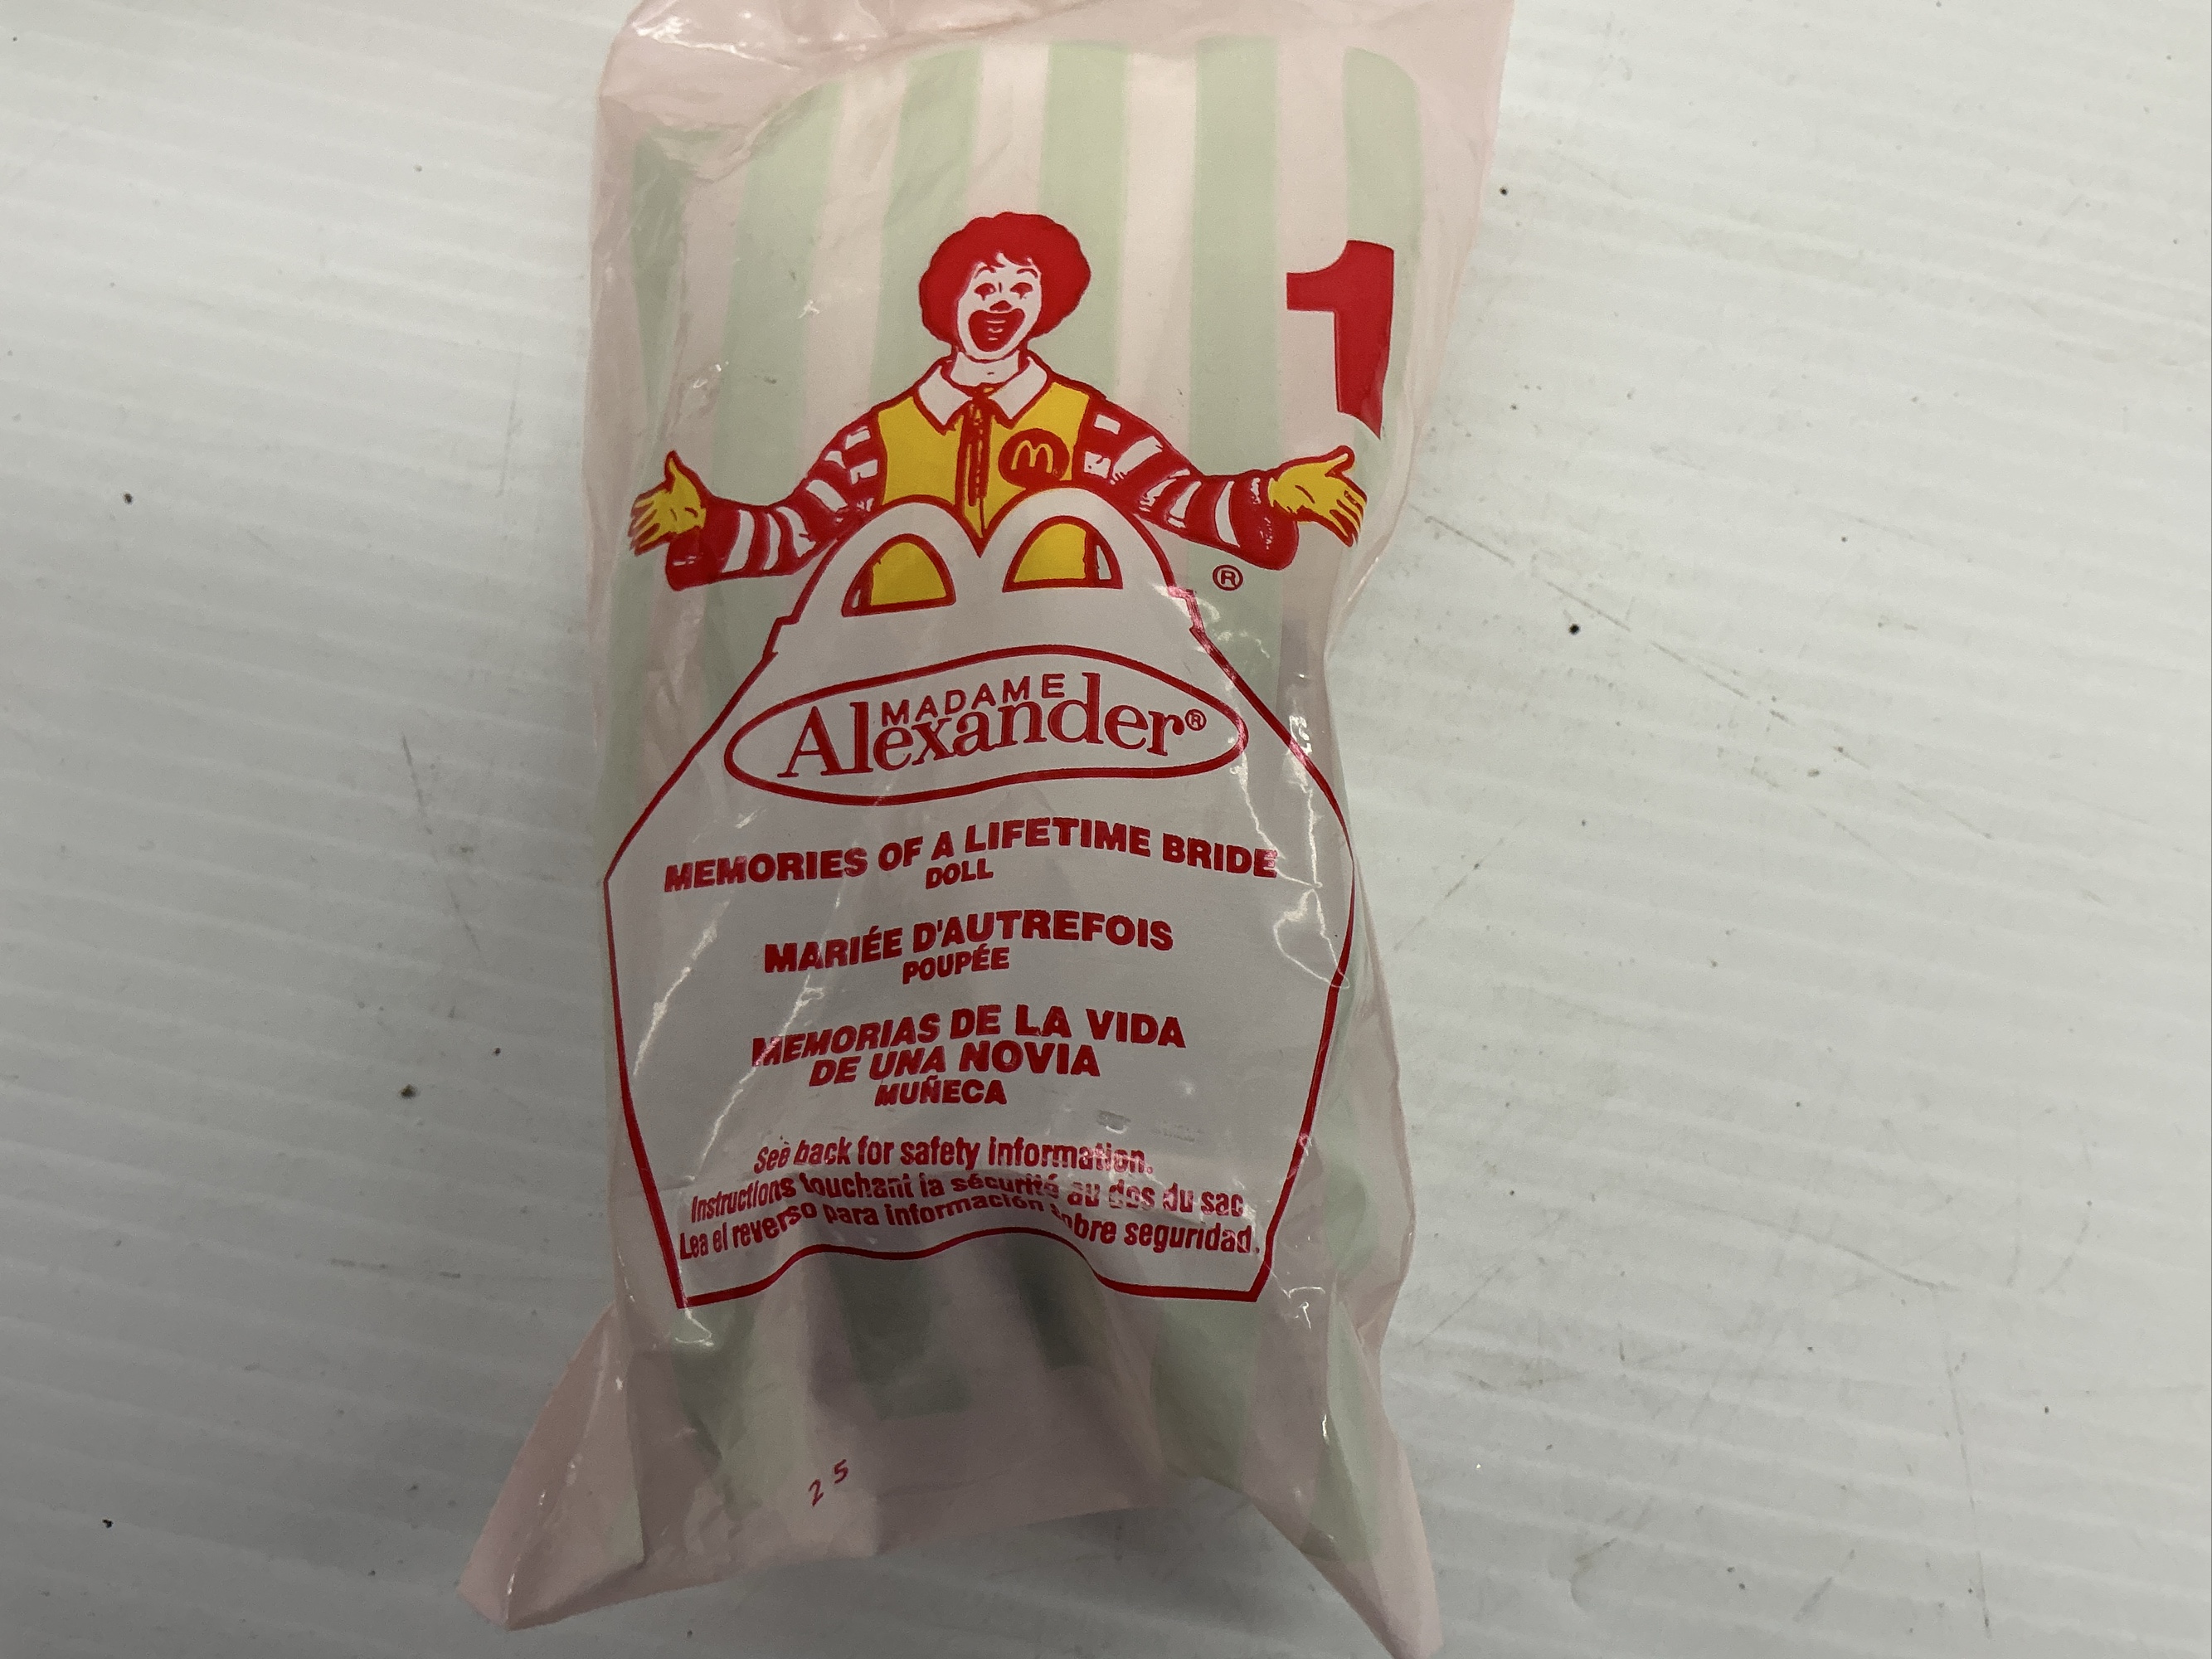 1
M
®
MADAME
Alexander®
MEMORIES OF A LIFETIME BRIDE
DOLL
MARIÉE D'AUTREFOIS
POUPÉE
MEMORIAS DE LA VIDA
DE UNA NOVIA
MUÑECA
See back for safety information.
Instructions touchant la sécurité au dos du sac
Lea el reverso para información sobre seguridad.
2 5